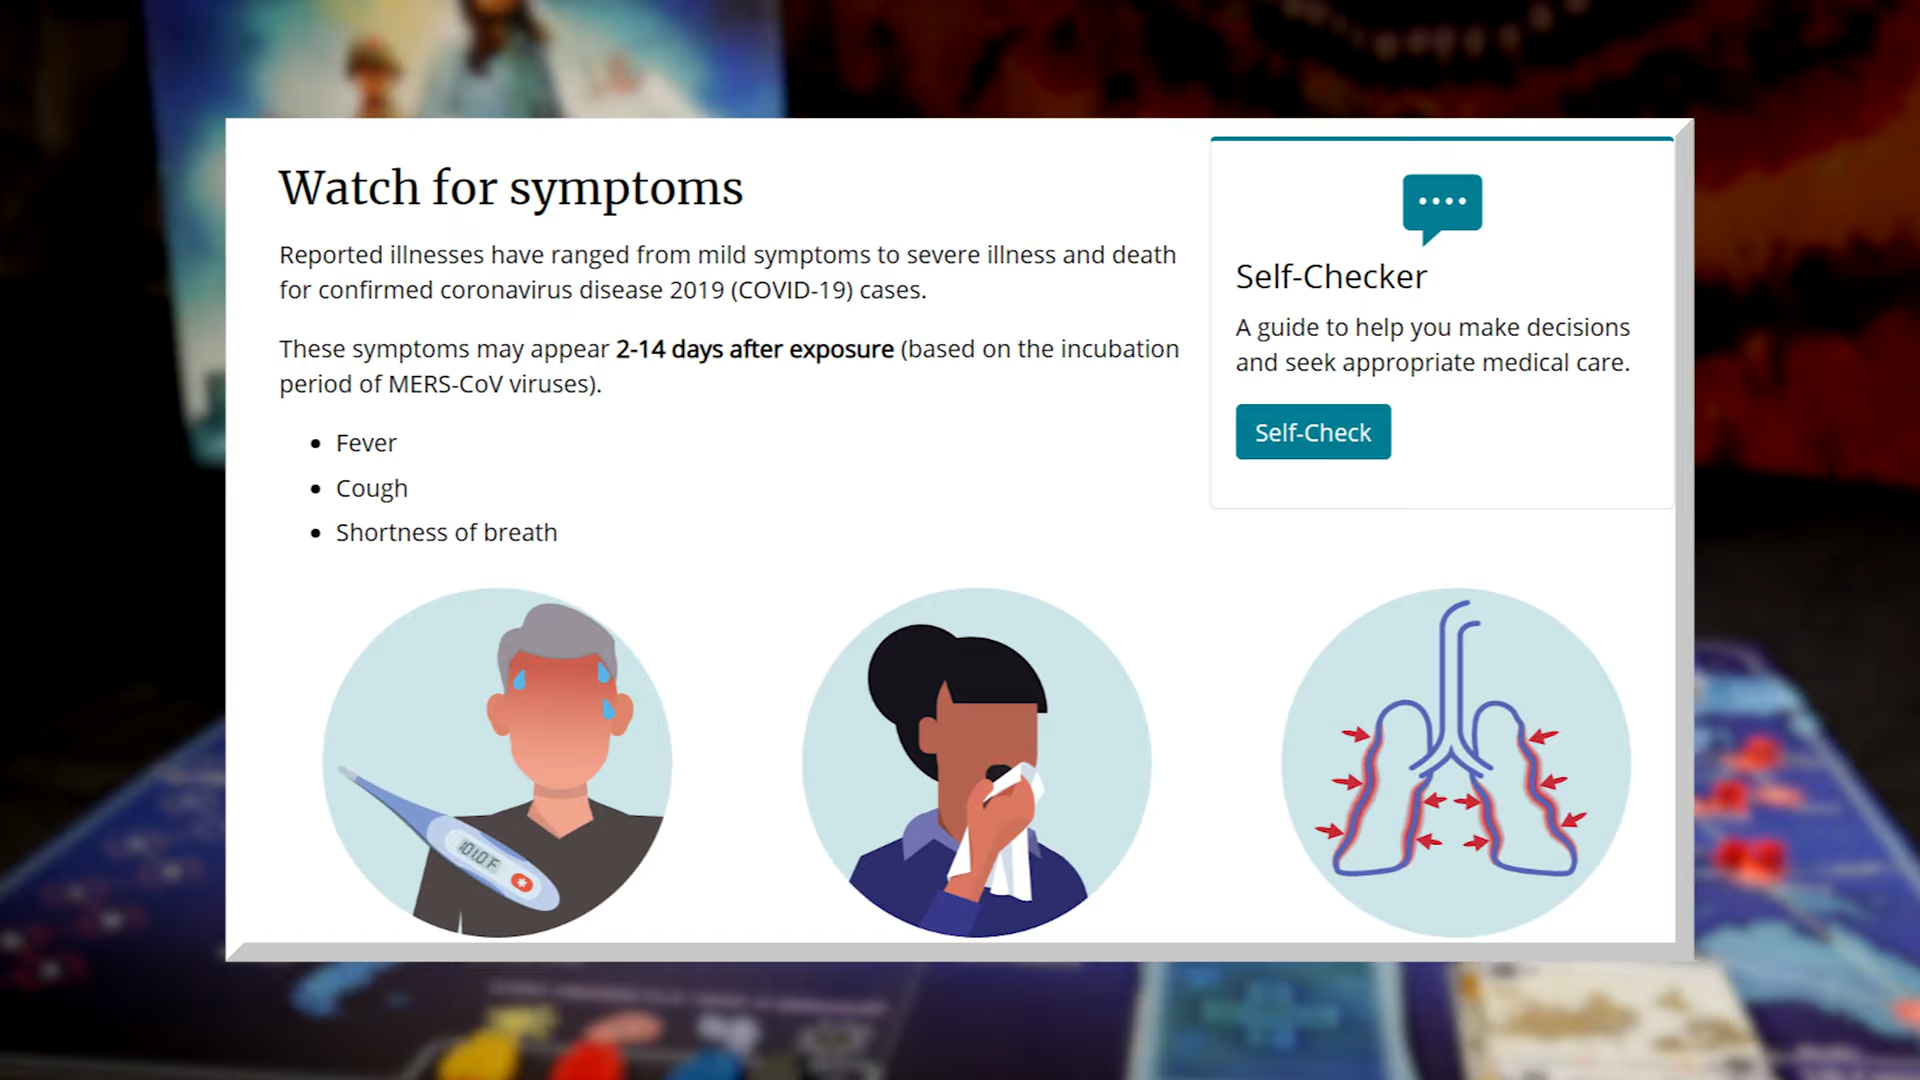 Watch for symptoms
Reported illnesses have ranged from mild symptoms to severe illness and death
for confirmed coronavirus disease 2019 (COVID-19) cases.
These symptoms may appear 2-14 days after exposure (based on the incubation
period of MERS-CoV viruses).
• Fever
• Cough
• Shortness of breath
Self-Checker
A guide to help you make decisions
and seek appropriate medical care.
Self-Check
101.0°F